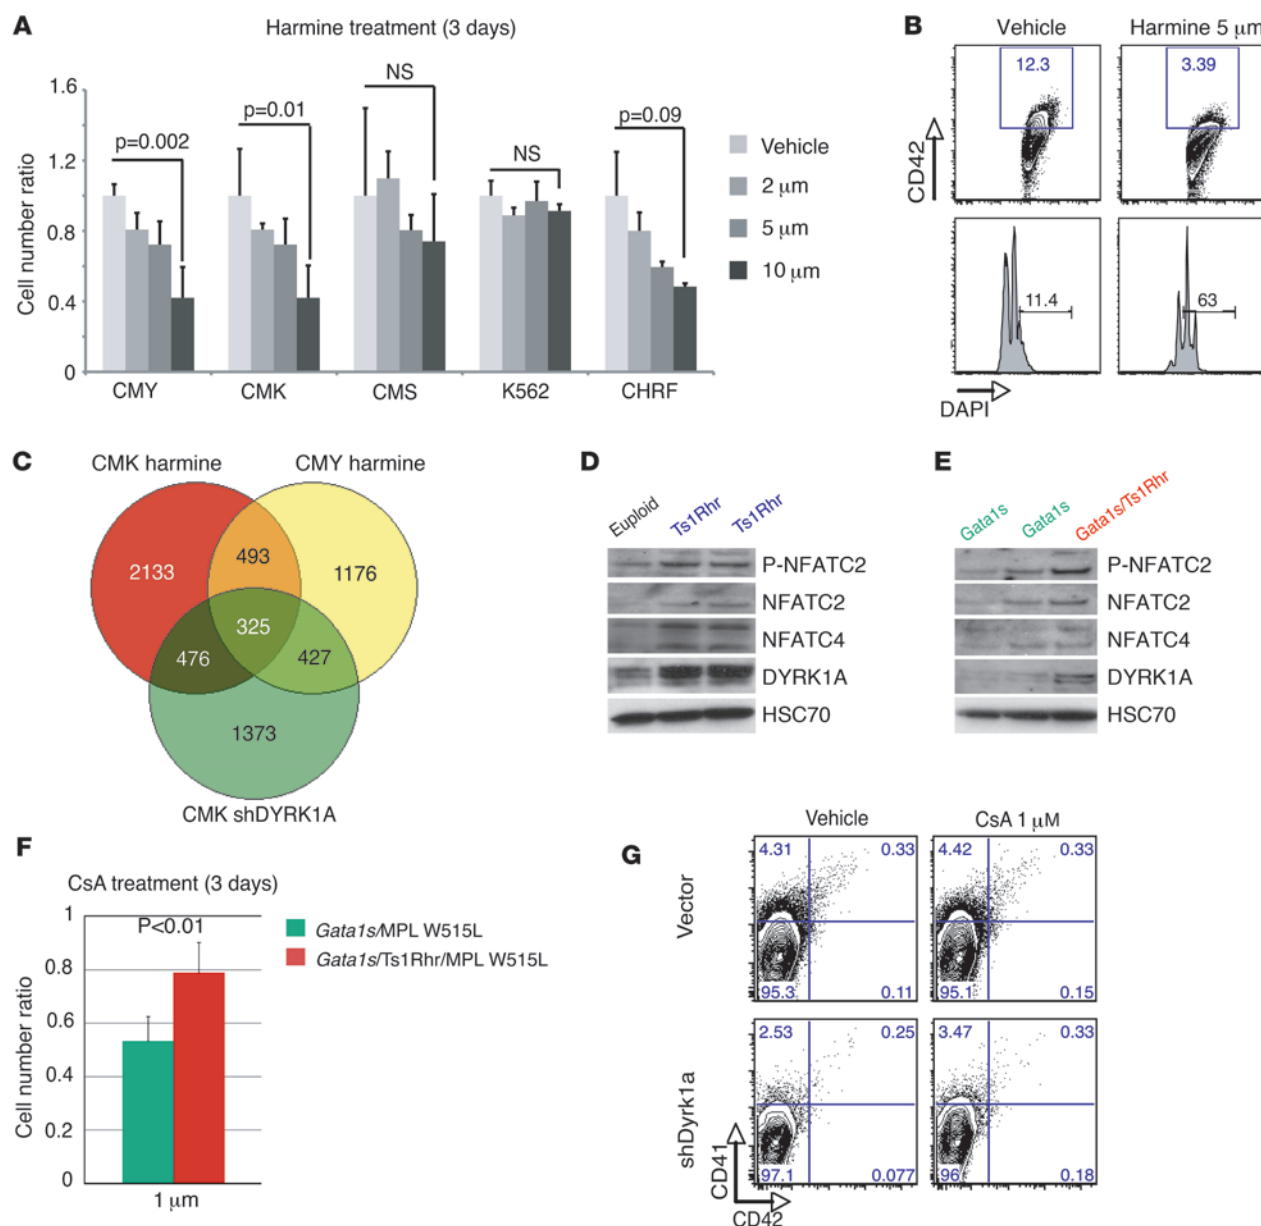 A
Harmine treatment (3 days)
Cell number ratio
1.6
1.2
1.0
0.8
0.4
0
p=0.002
p=0.01
NS
NS
p=0.09
Vehicle
2 µm
5 µm
10 µm
CMY
CMK
CMS
K562
CHRF
B
Vehicle
Harmine 5 µm
12.3
3.39
CD42
11.4
63
DAPI
C
CMK harmine
CMY harmine
2133
493
1176
325
476
427
1373
CMK shDYRK1A
D
Euploid
Ts1Rhr
Ts1Rhr
P-NFATC2
NFATC2
NFATC4
DYRK1A
HSC70
E
Gata1s
Gata1s
Gata1s/Ts1Rhr
P-NFATC2
NFATC2
NFATC4
DYRK1A
HSC70
F
CsA treatment (3 days)
Cell number ratio
1
0.8
0.6
0.4
0.2
0
P<0.01
1 µm
Gata1s/MPL W515L
Gata1s/Ts1Rhr/MPL W515L
G
Vehicle
CsA 1 µM
Vector
4.31
0.33
95.3
0.11
4.42
0.33
95.1
0.15
shDyrk1a
2.53
0.25
97.1
0.077
3.47
0.33
96
0.18
CD41
CD42